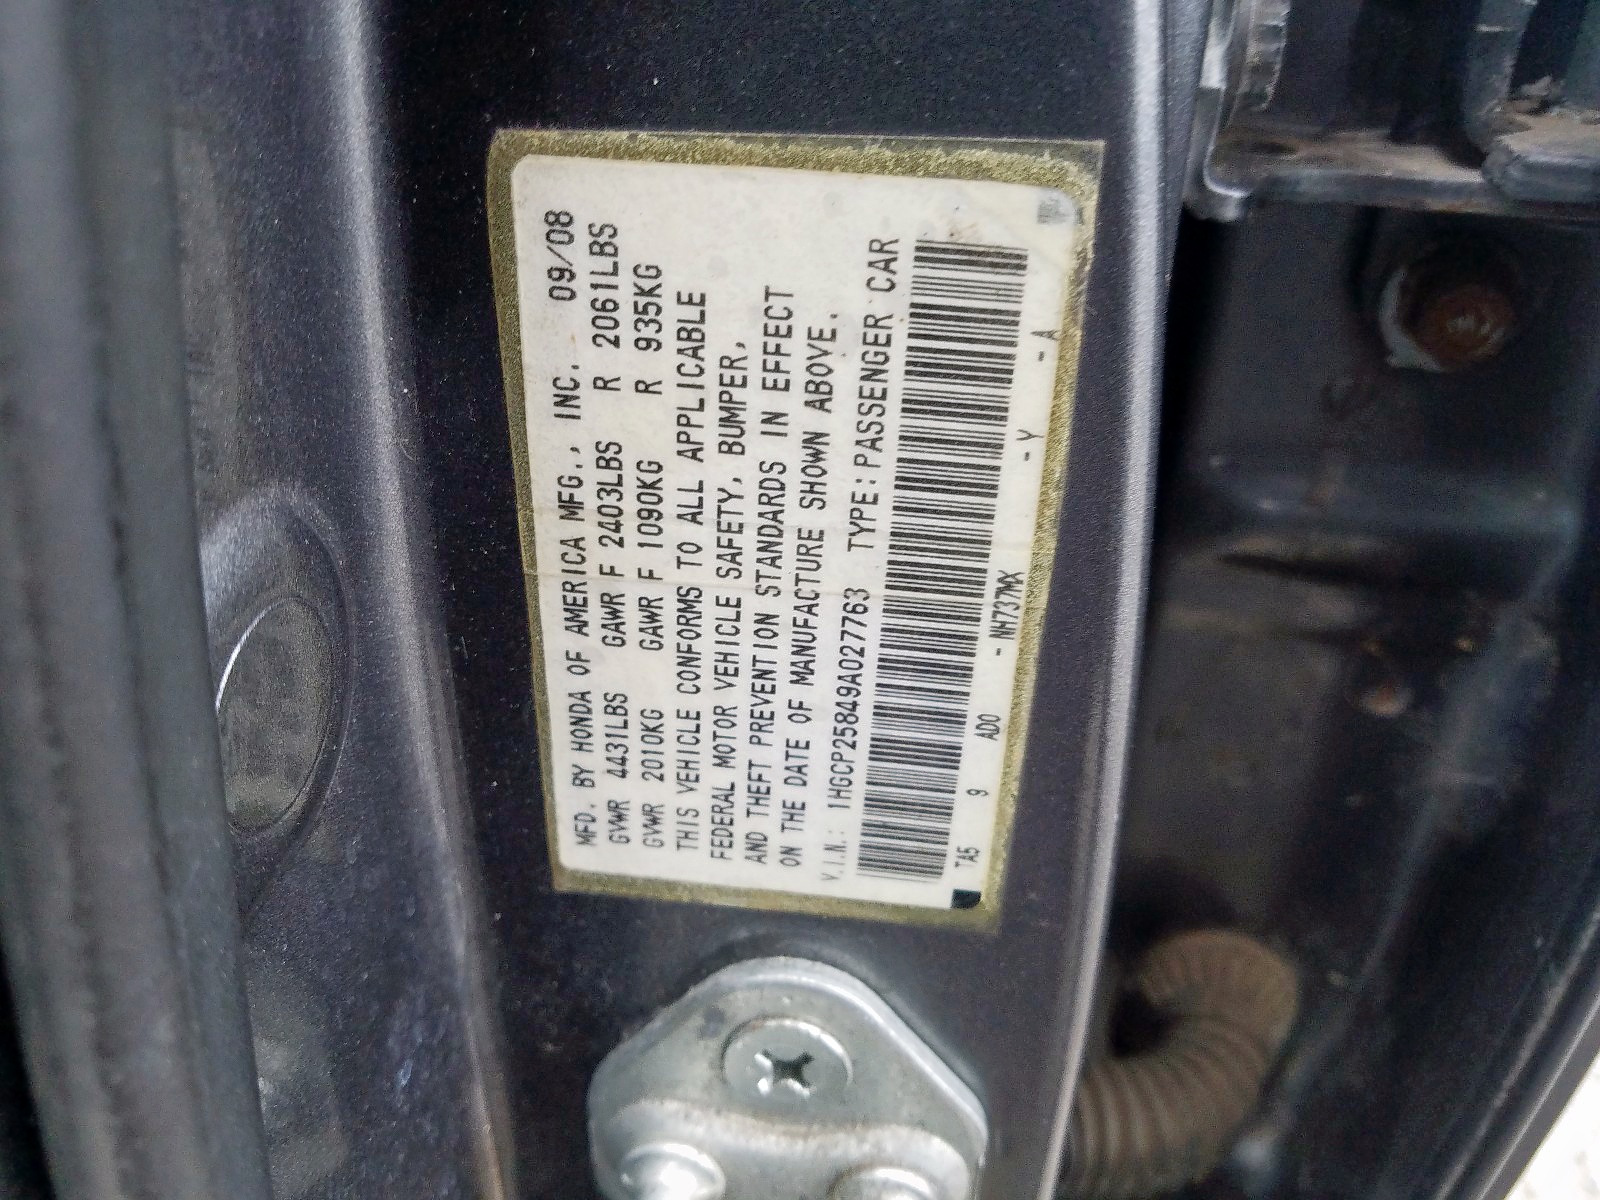 MFD. BY HONDA OF AMERICA MFG., INC. 09/08
GVWR 4431LBS GAWR F 2403LBS R 2061LBS
GVWR 2010KG GAWR F 1090KG R 935KG
THIS VEHICLE CONFORMS TO ALL APPLICABLE
FEDERAL MOTOR VEHICLE SAFETY, BUMPER,
AND THEFT PREVENTION STANDARDS IN EFFECT
ON THE DATE OF MANUFACTURE SHOWN ABOVE.
V.I.N.: 1HGCP25849A027763 TYPE: PASSENGER CAR
TA5 9 AD0 - NH737MX - Y - A